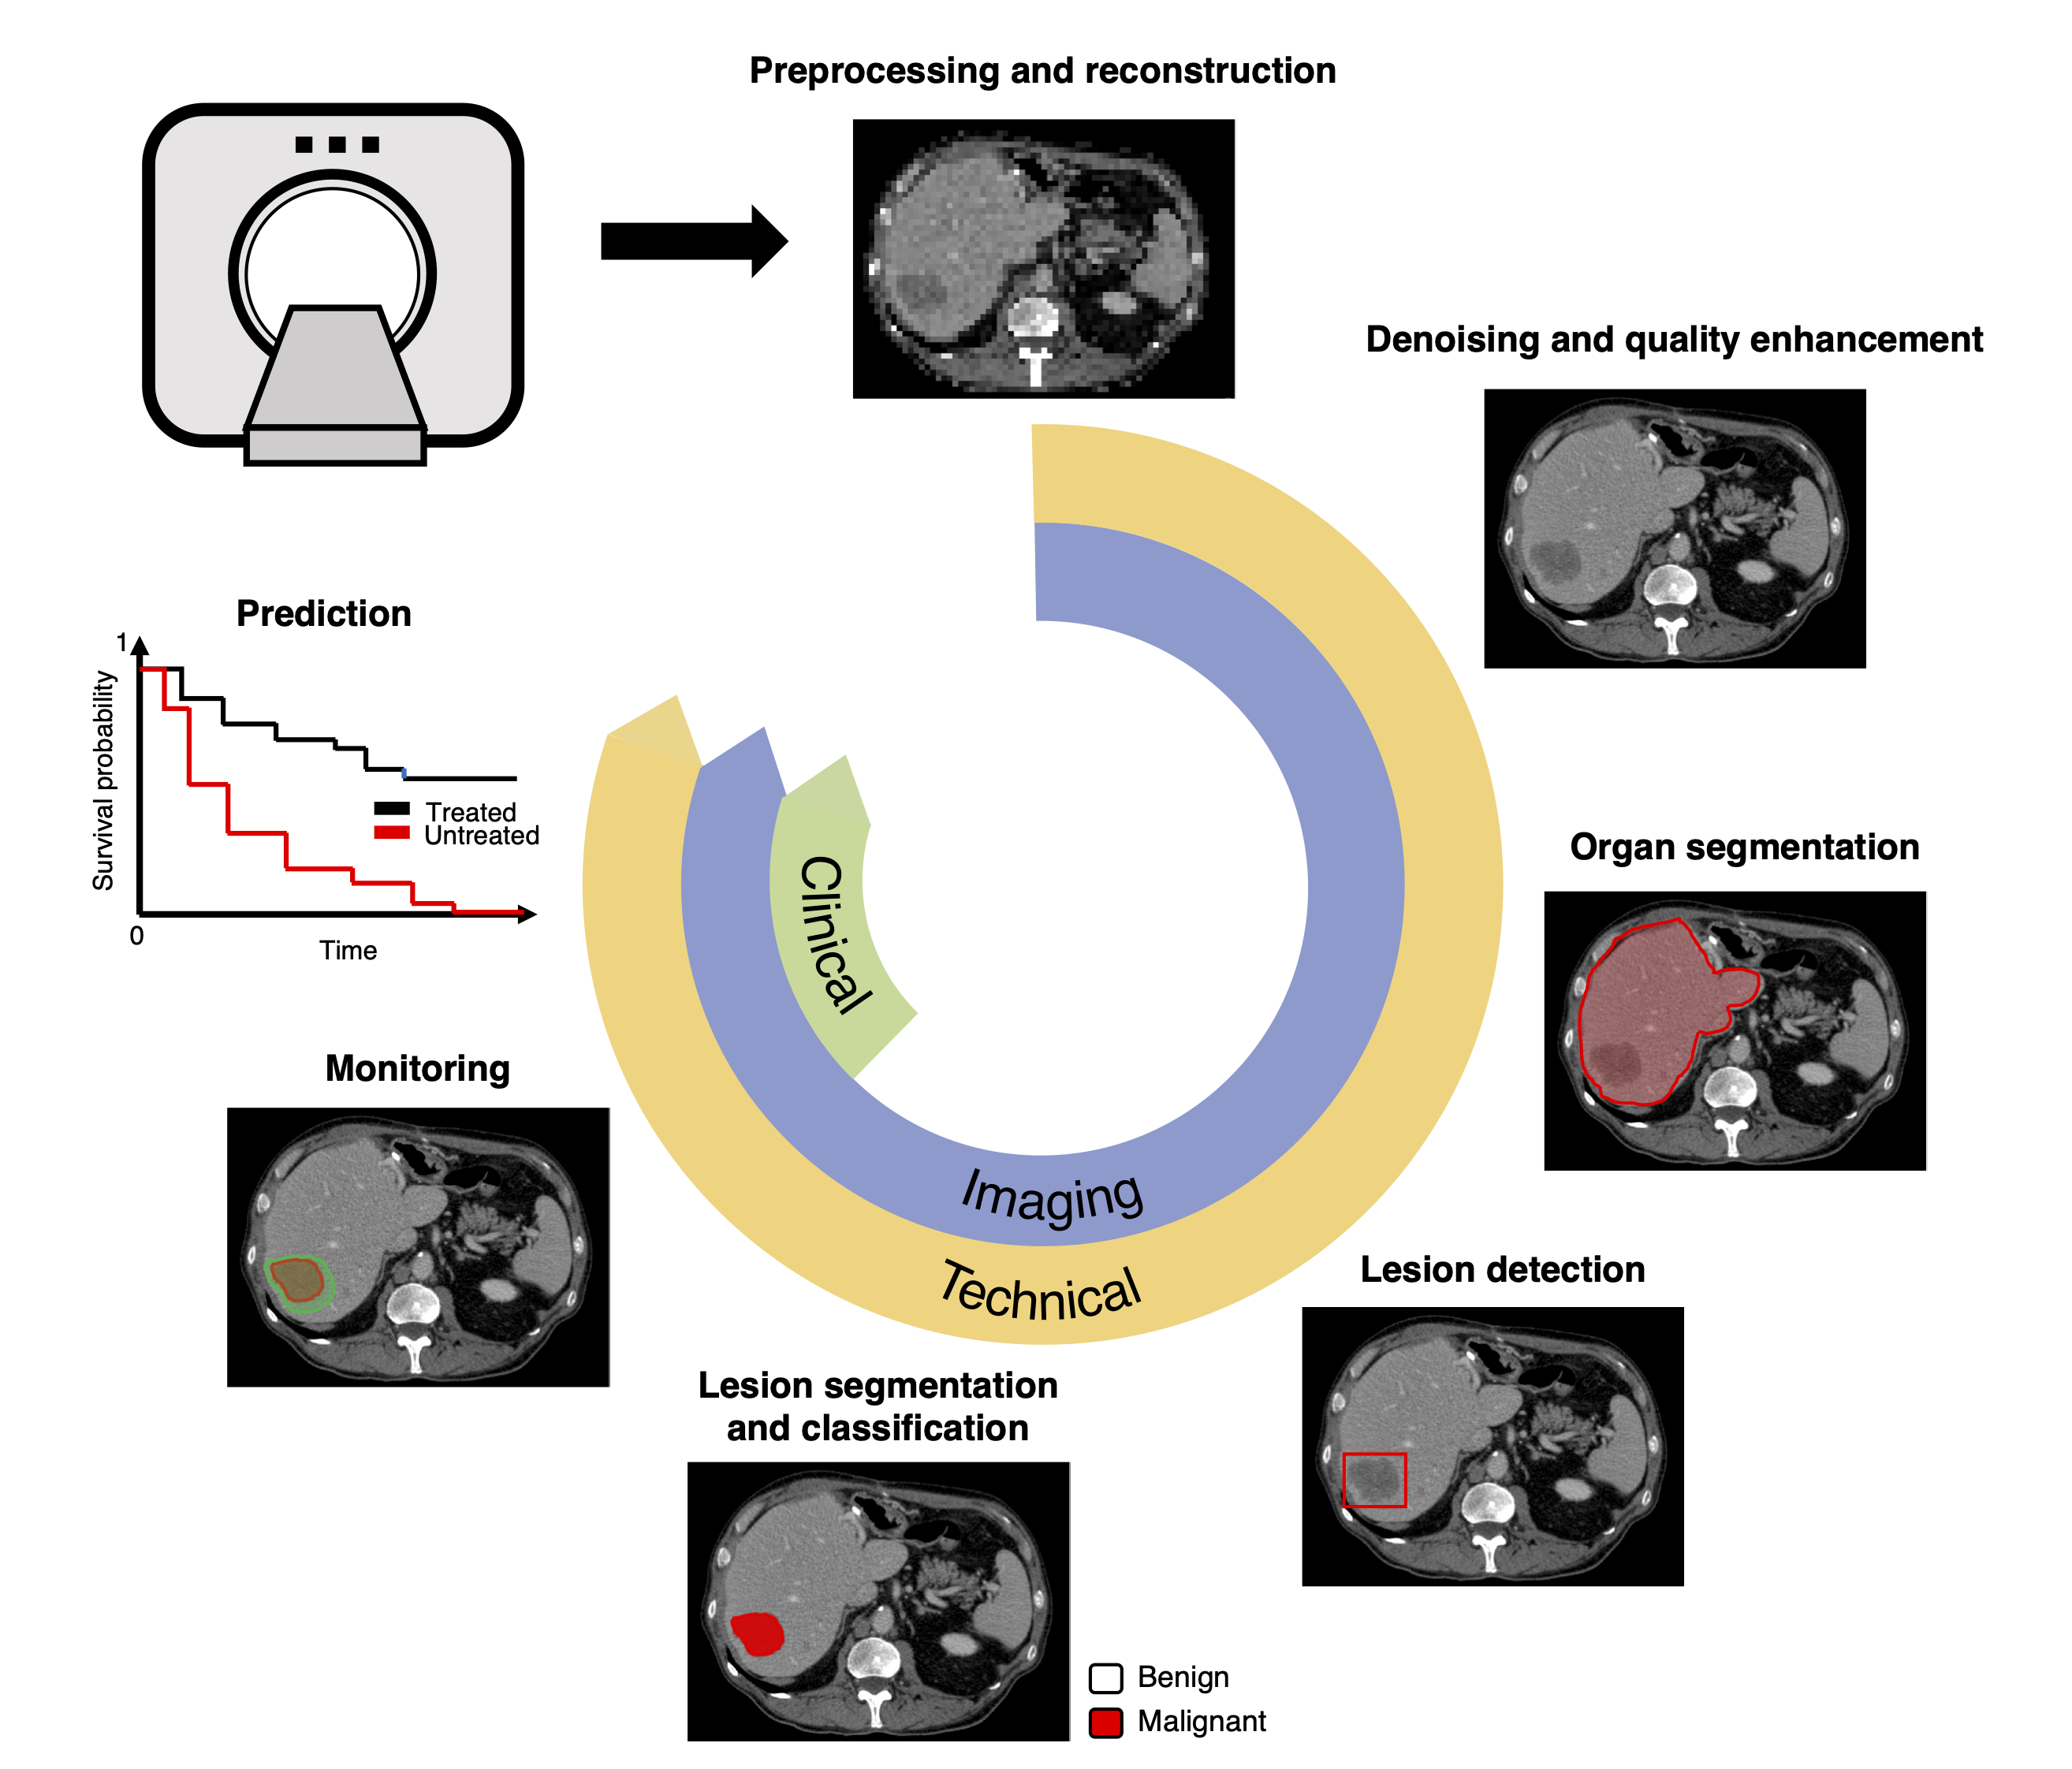 Preprocessing and reconstruction
Denoising and quality enhancement
Organ segmentation
Lesion detection
Lesion segmentation
and classification
Benign
Malignant
Monitoring
Prediction
1
Survival probability
Treated
Untreated
0
Time
Clinical
Imaging
Technical